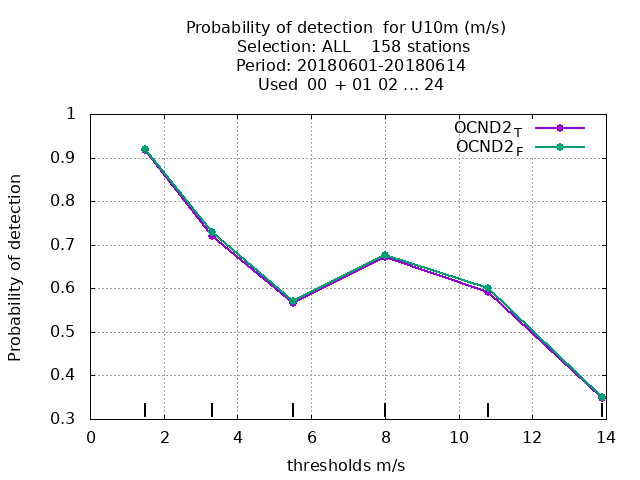 Probability of detection  for U10m (m/s)
Selection: ALL    158 stations
Period: 20180601-20180614
Used  00  + 01 02 ... 24
OCND2_T
OCND2_F
1
0.9
0.8
0.7
0.6
0.5
0.4
0.3
Probability of detection
0 2 4 6 8 10 12 14
thresholds m/s